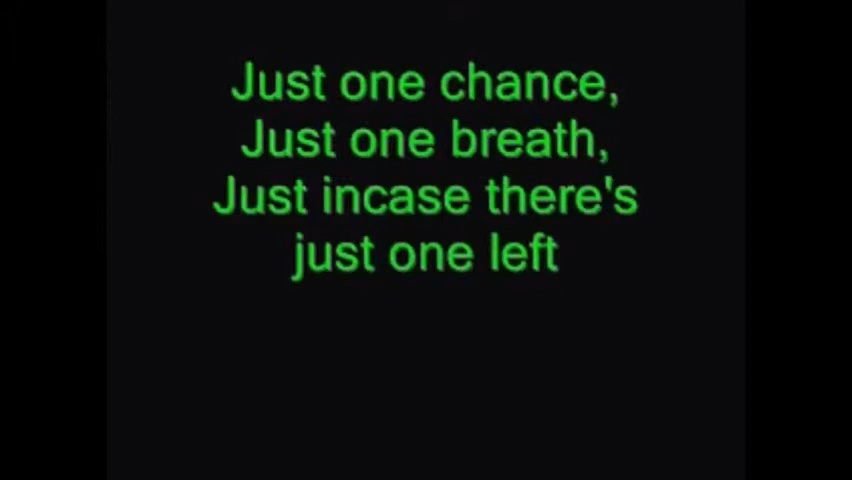 Just one chance,
Just one breath,
Just incase there's
just one left